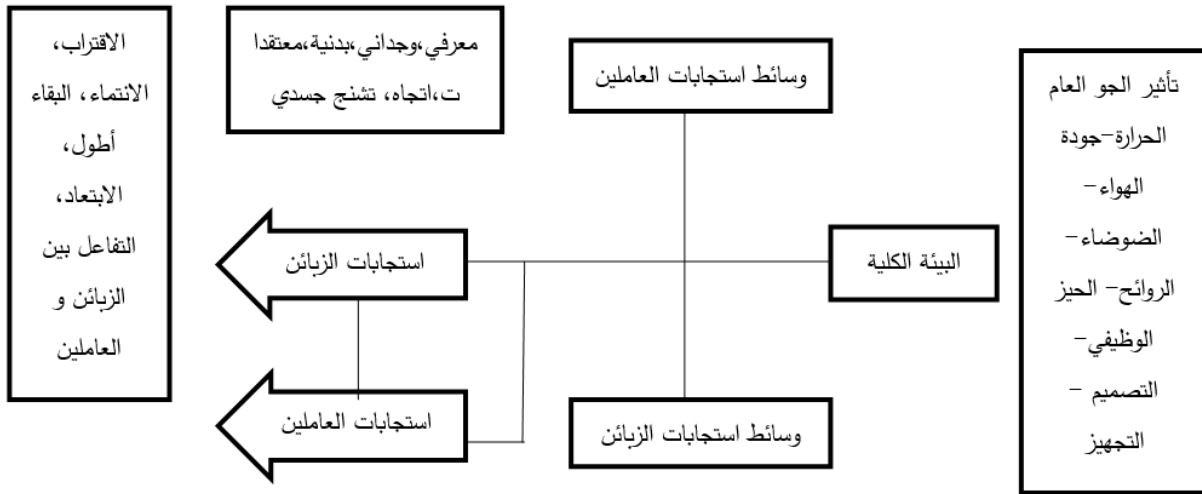 تأثير الجو العام
الحرارة–جودة
الهواء–
الضوضاء–
الروائح– الحيز
الوظيفي–
التصميم –
التجهيز
البيئة الكلية
وسائط استجابات العاملين
وسائط استجابات الزبائن
معرفي،وجداني،بدنية،معتقدا
ت،اتجاه، تشنج جسدي
استجابات الزبائن
استجابات العاملين
الاقتراب،
الانتماء، البقاء
أطول،
الابتعاد،
التفاعل بين
الزبائن و
العاملين